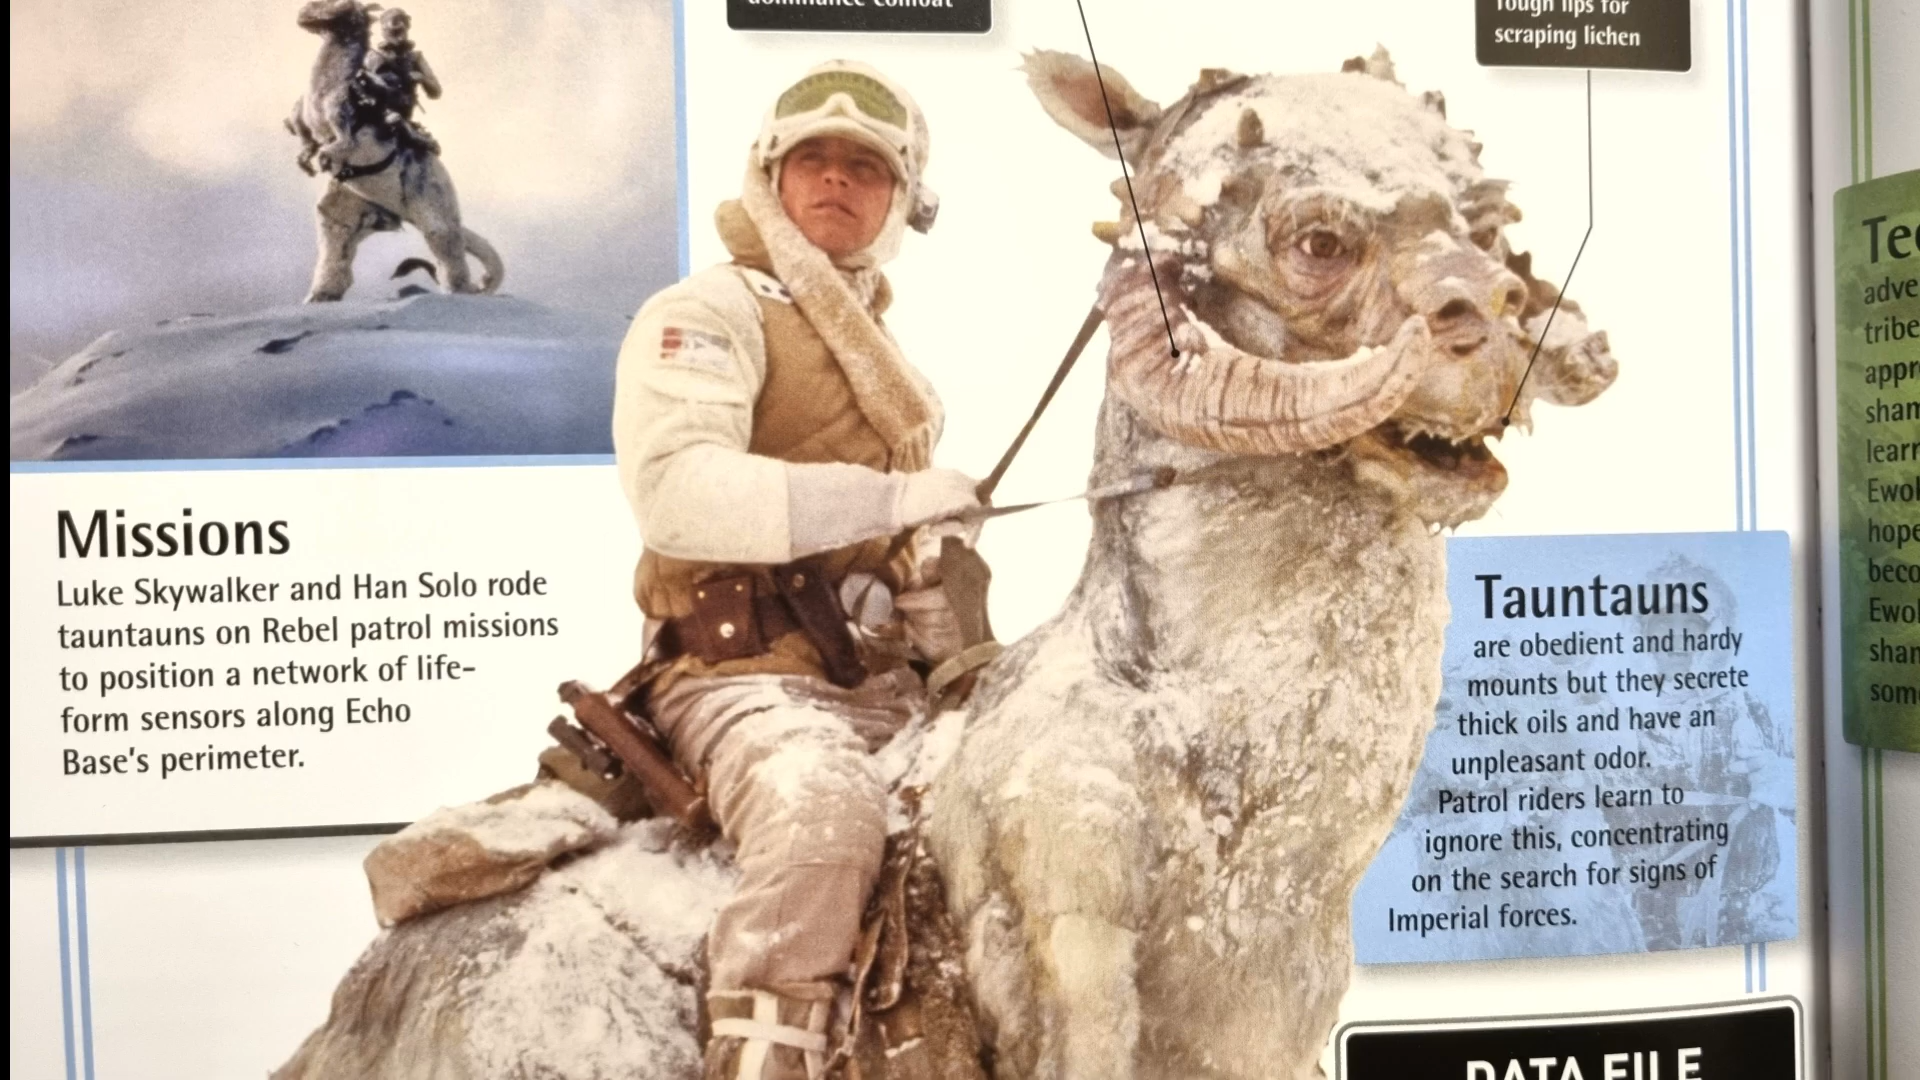 dominance combat
Tough lips for
scraping lichen
Missions
Luke Skywalker and Han Solo rode
tauntauns on Rebel patrol missions
to position a network of life-
form sensors along Echo
Base's perimeter.
Tauntauns
are obedient and hardy
mounts but they secrete
thick oils and have an
unpleasant odor.
Patrol riders learn to
ignore this, concentrating
on the search for signs of
Imperial forces.
DATA FILE